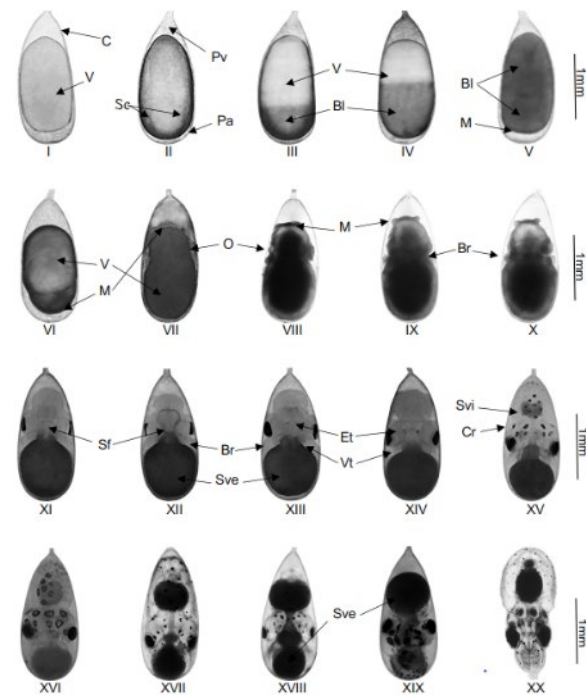 C
Pv
V
V
Sc
Bl
Bl
Pa
M
1mm
I
II
III
IV
V
V
M
O
M
Br
1mm
VI
VII
VIII
IX
X
Sf
Br
Sve
Et
Vt
Svi
Cr
1mm
XI
XII
XIII
XIV
XV
Sve
1mm
XVI
XVII
XVIII
XIX
XX